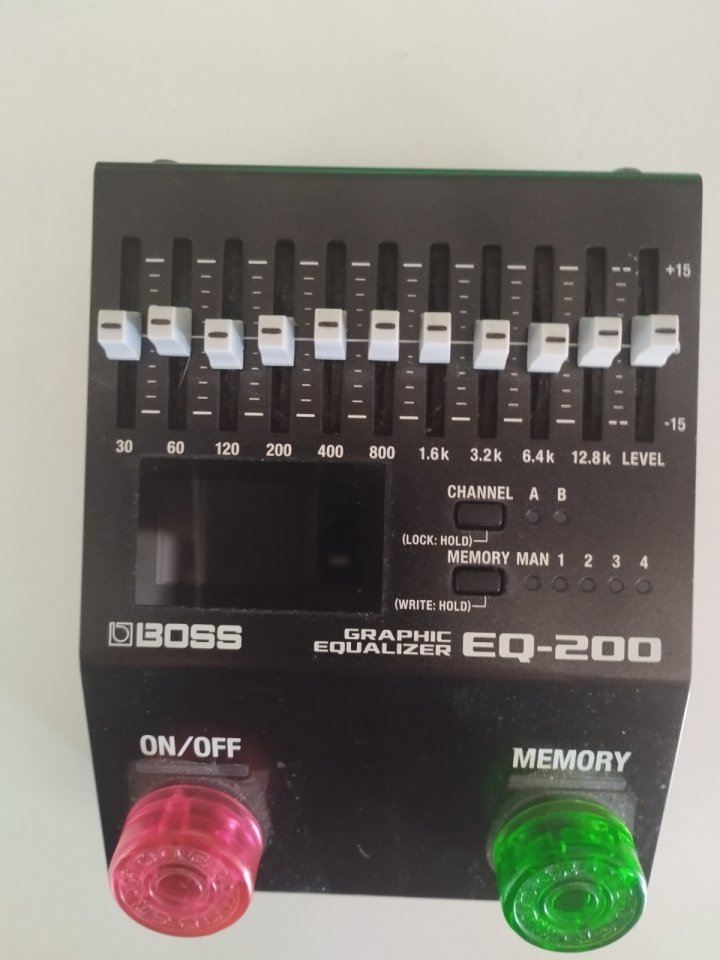 +15
-15
30 60 120 200 400 800 1.6k 3.2k 6.4k 12.8k LEVEL
CHANNEL A B
(LOCK: HOLD)
MEMORY MAN 1 2 3 4
(WRITE: HOLD)
BOSS GRAPHIC EQUALIZER EQ-200
ON/OFF MEMORY